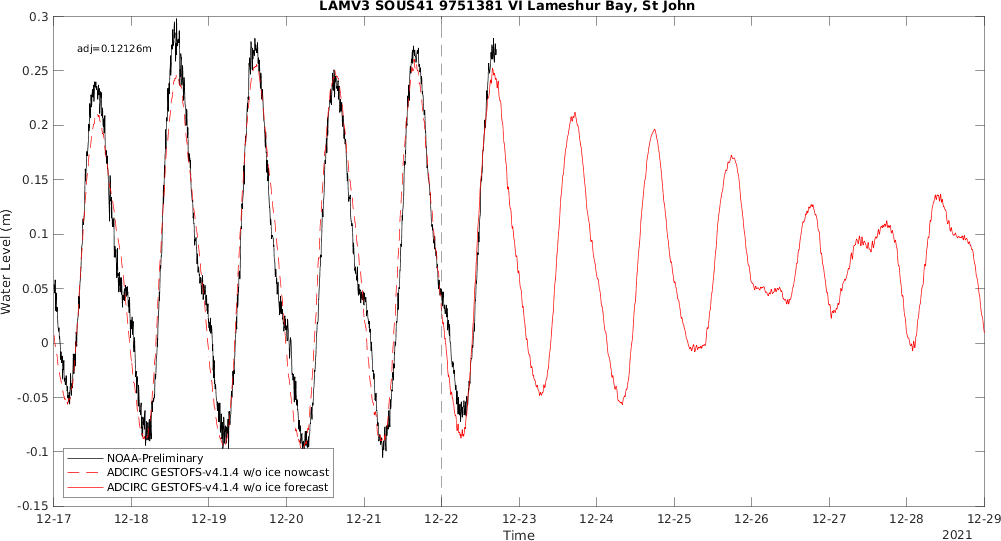 LAMV3 SOUS41 9751381 VI Lameshur Bay, St John
adj=0.12126m
Water Level (m)
0.3
0.25
0.2
0.15
0.1
0.05
0
-0.05
-0.1
-0.15
NOAA-Preliminary
ADCIRC GESTOFS-v4.1.4 w/o ice nowcast
ADCIRC GESTOFS-v4.1.4 w/o ice forecast
12-17 12-18 12-19 12-20 12-21 12-22 12-23 12-24 12-25 12-26 12-27 12-28 12-29
Time
2021